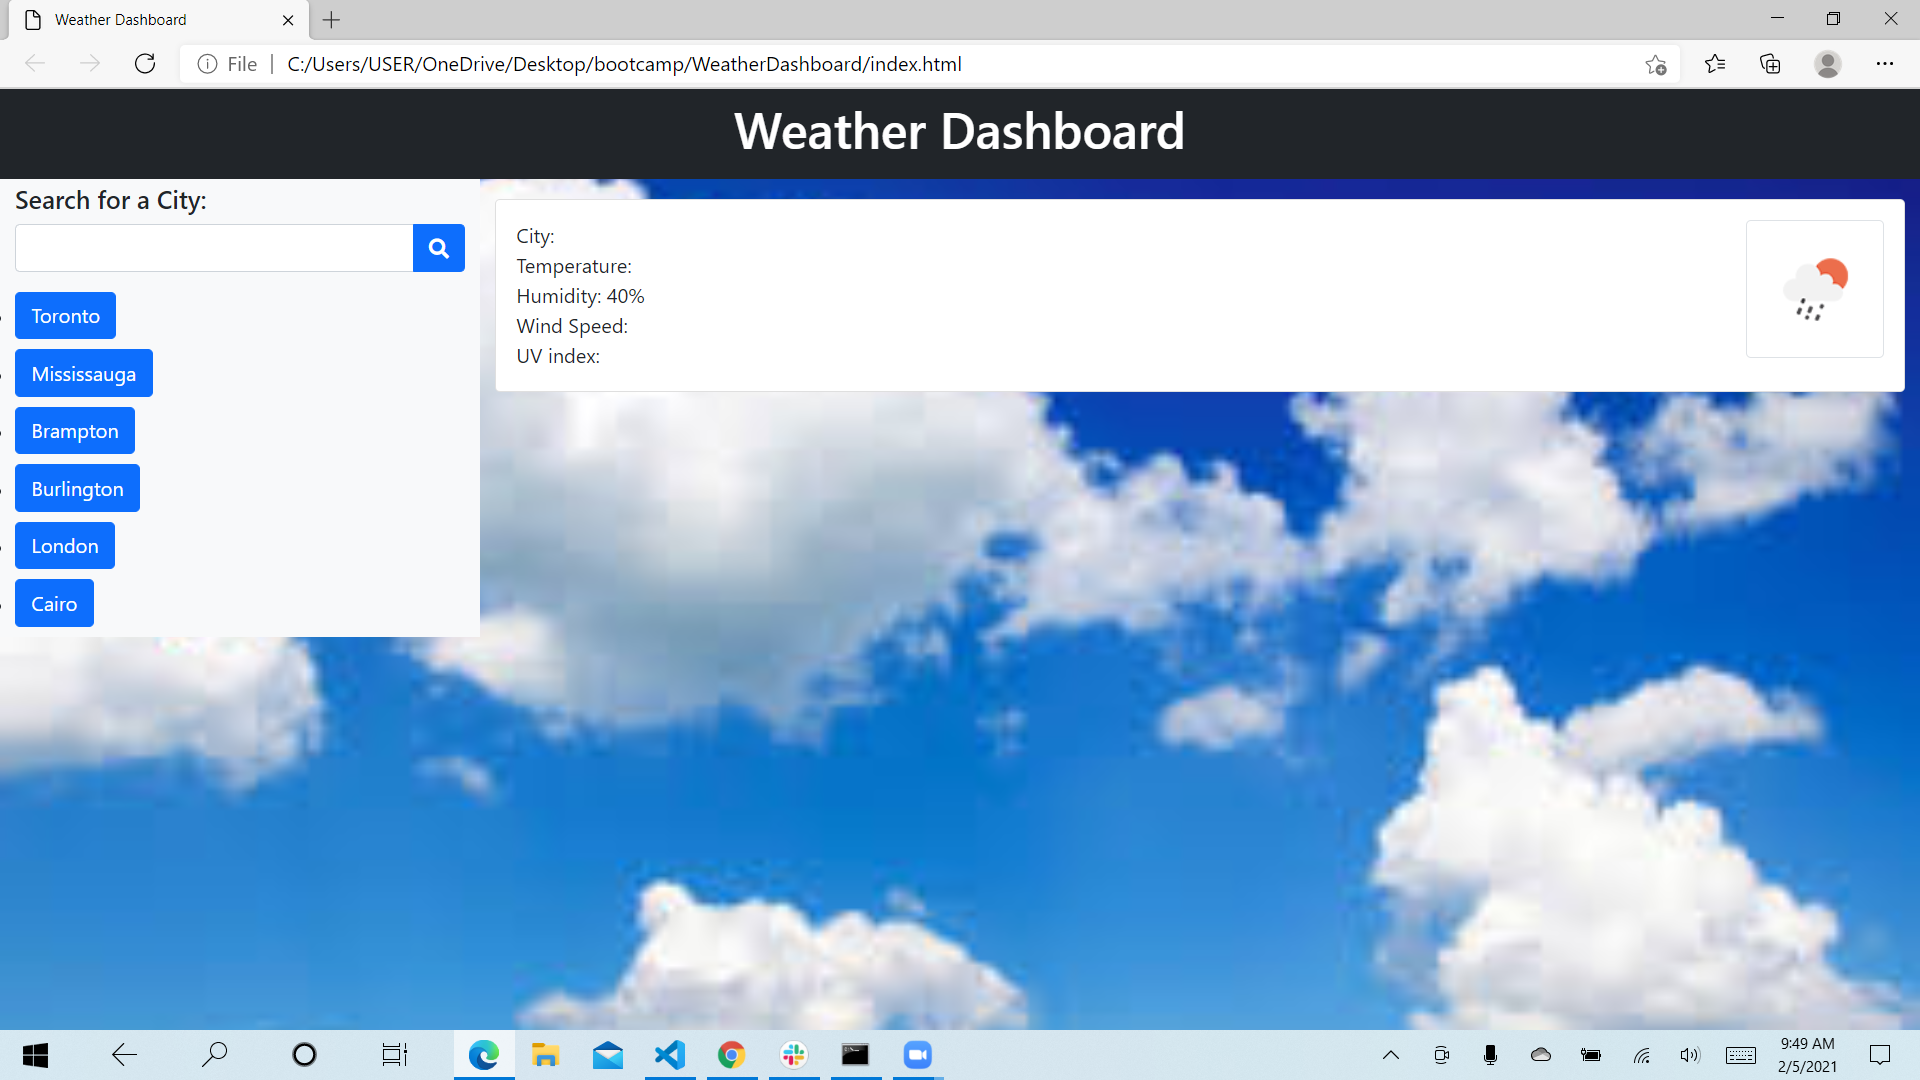 Weather Dashboard
File
C:/Users/USER/OneDrive/Desktop/bootcamp/WeatherDashboard/index.html
Weather Dashboard
Search for a City:
Toronto
Mississauga
Brampton
Burlington
London
Cairo
City:
Temperature:
Humidity: 40%
Wind Speed:
UV index:
9:49 AM
2/5/2021